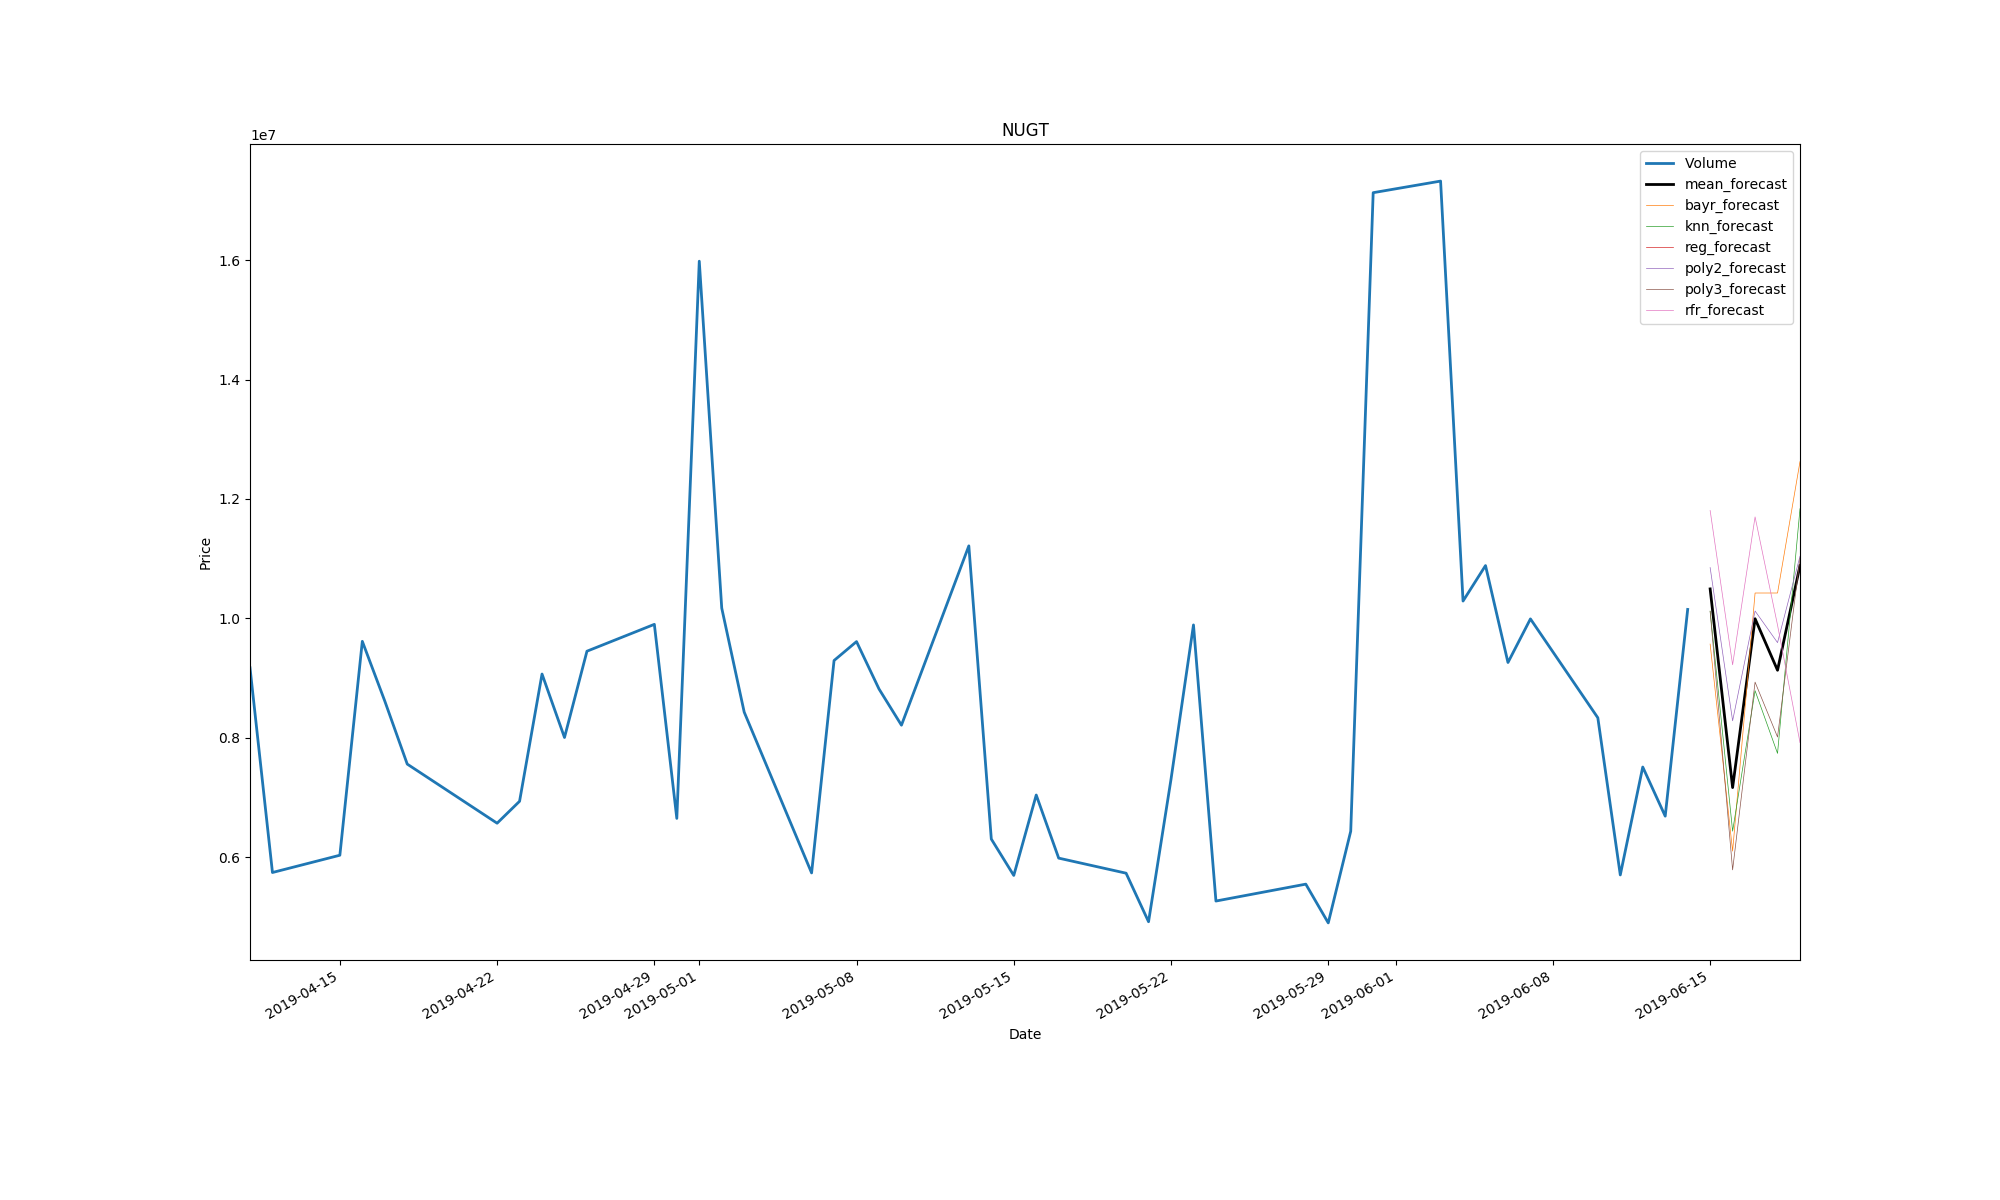 NUGT
1e7
Volume
mean_forecast
bayr_forecast
knn_forecast
reg_forecast
poly2_forecast
poly3_forecast
rfr_forecast
1.6
1.4
1.2
1.0
0.8
0.6
Price
2019-04-15
2019-04-22
2019-04-29
2019-05-01
2019-05-08
2019-05-15
2019-05-22
2019-05-29
2019-06-01
2019-06-08
2019-06-15
Date